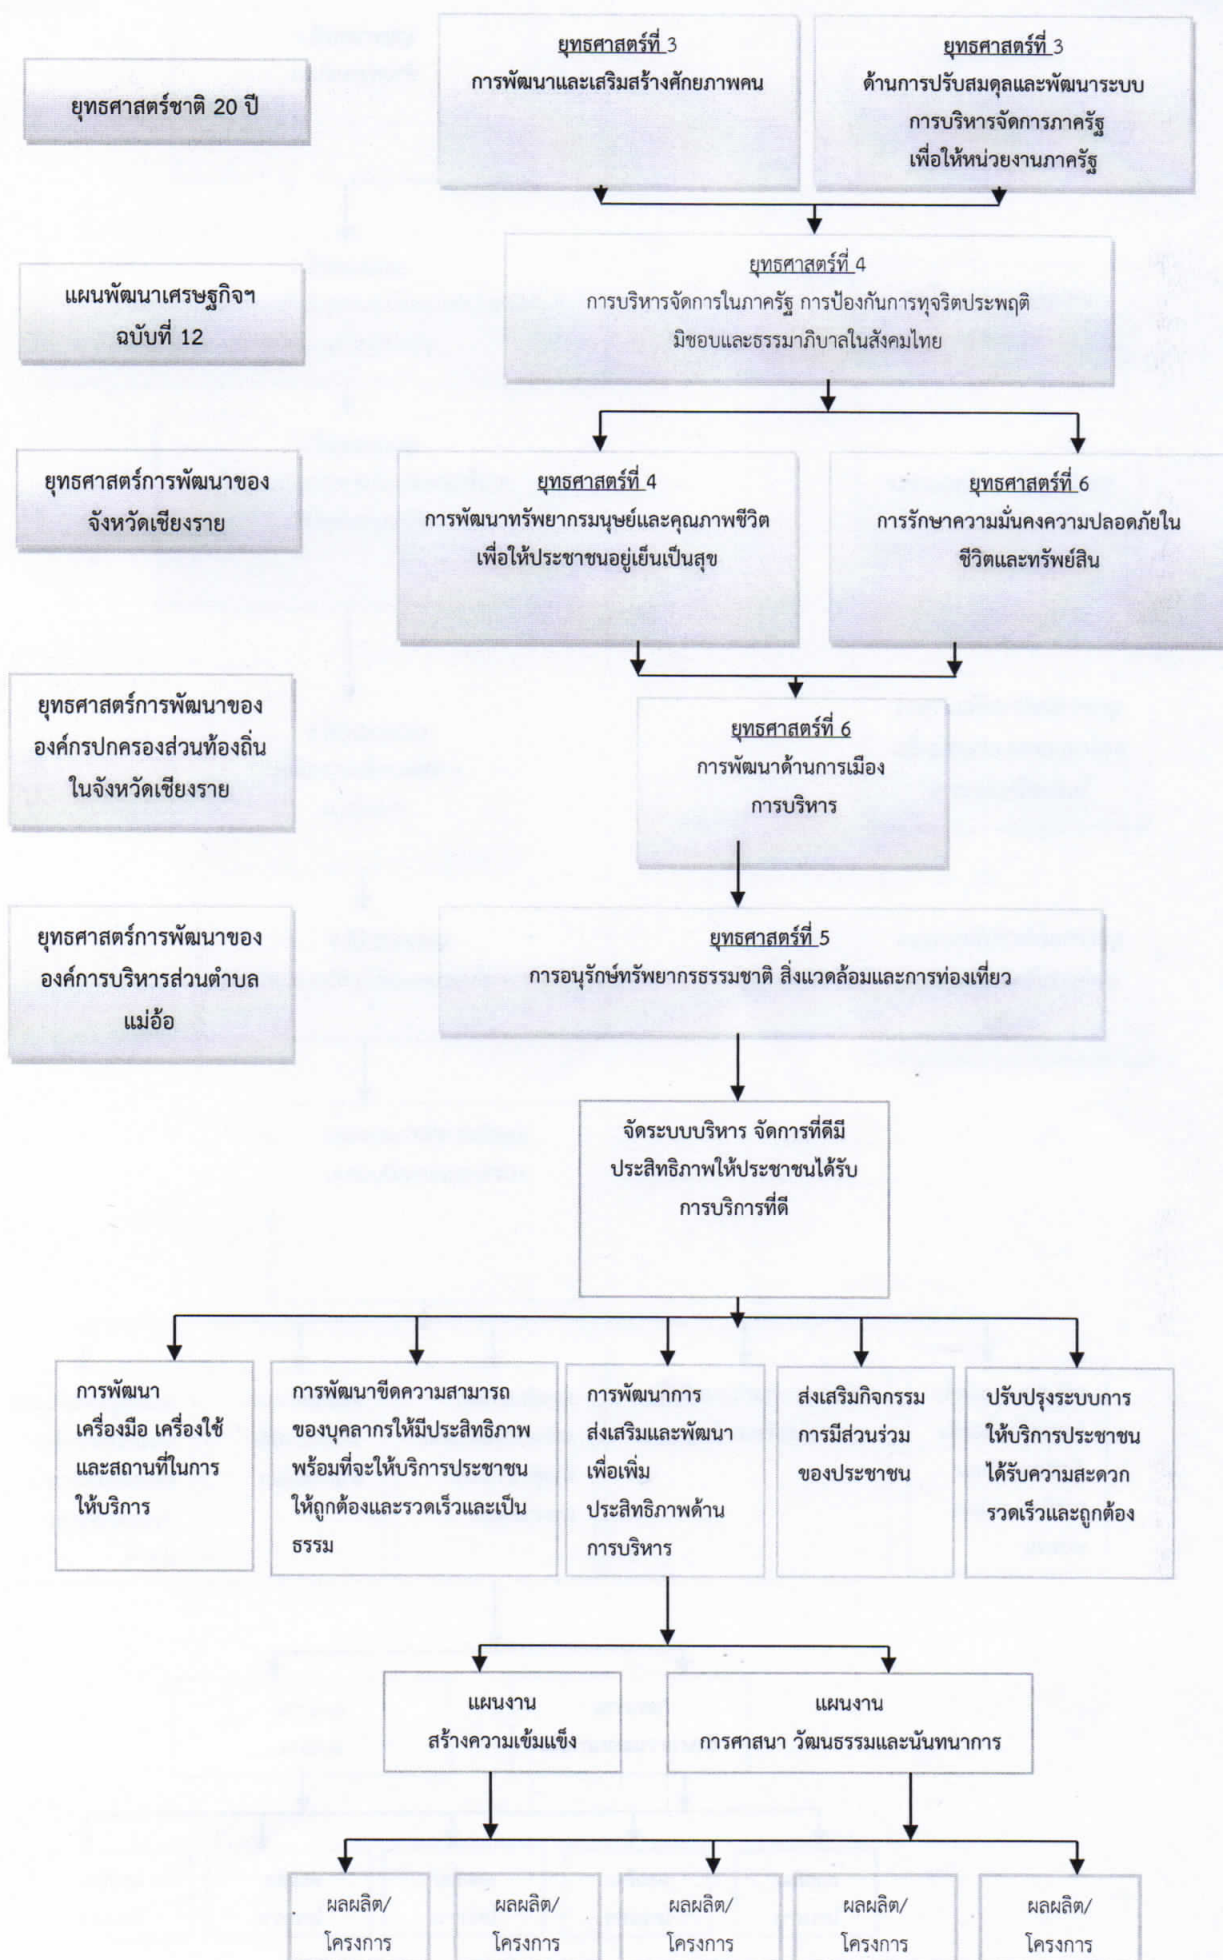 ยุทธศาสตร์ชาติ 20 ปี
ยุทธศาสตร์ที่ 3
การพัฒนาและเสริมสร้างศักยภาพคน
ยุทธศาสตร์ที่ 3
ด้านการปรับสมดุลและพัฒนาระบบ
การบริหารจัดการภาครัฐ
เพื่อให้หน่วยงานภาครัฐ
แผนพัฒนาเศรษฐกิจฯ
ฉบับที่ 12
ยุทธศาสตร์ที่ 4
การบริหารจัดการในภาครัฐ การป้องกันการทุจริตประพฤติ
มิชอบและธรรมาภิบาลในสังคมไทย
ยุทธศาสตร์การพัฒนาของ
จังหวัดเชียงราย
ยุทธศาสตร์ที่ 4
การพัฒนาทรัพยากรมนุษย์และคุณภาพชีวิต
เพื่อให้ประชาชนอยู่เย็นเป็นสุข
ยุทธศาสตร์ที่ 6
การรักษาความมั่นคงความปลอดภัยใน
ชีวิตและทรัพย์สิน
ยุทธศาสตร์การพัฒนาของ
องค์กรปกครองส่วนท้องถิ่น
ในจังหวัดเชียงราย
ยุทธศาสตร์ที่ 6
การพัฒนาด้านการเมือง
การบริหาร
ยุทธศาสตร์การพัฒนาของ
องค์การบริหารส่วนตำบล
แม่อ้อ
ยุทธศาสตร์ที่ 5
การอนุรักษ์ทรัพยากรธรรมชาติ สิ่งแวดล้อมและการท่องเที่ยว
จัดระบบบริหาร จัดการที่ดีมี
ประสิทธิภาพให้ประชาชนได้รับ
การบริการที่ดี
การพัฒนา
เครื่องมือ เครื่องใช้
และสถานที่ในการ
ให้บริการ
การพัฒนาขีดความสามารถ
ของบุคลากรให้มีประสิทธิภาพ
พร้อมที่จะให้บริการประชาชน
ให้ถูกต้องและรวดเร็วและเป็น
ธรรม
การพัฒนาการ
ส่งเสริมและพัฒนา
เพื่อเพิ่ม
ประสิทธิภาพด้าน
การบริหาร
ส่งเสริมกิจกรรม
การมีส่วนร่วม
ของประชาชน
ปรับปรุงระบบการ
ให้บริการประชาชน
ได้รับความสะดวก
รวดเร็วและถูกต้อง
แผนงาน
สร้างความเข้มแข็ง
แผนงาน
การศาสนา วัฒนธรรมและนันทนาการ
ผลผลิต/
โครงการ
ผลผลิต/
โครงการ
ผลผลิต/
โครงการ
ผลผลิต/
โครงการ
ผลผลิต/
โครงการ